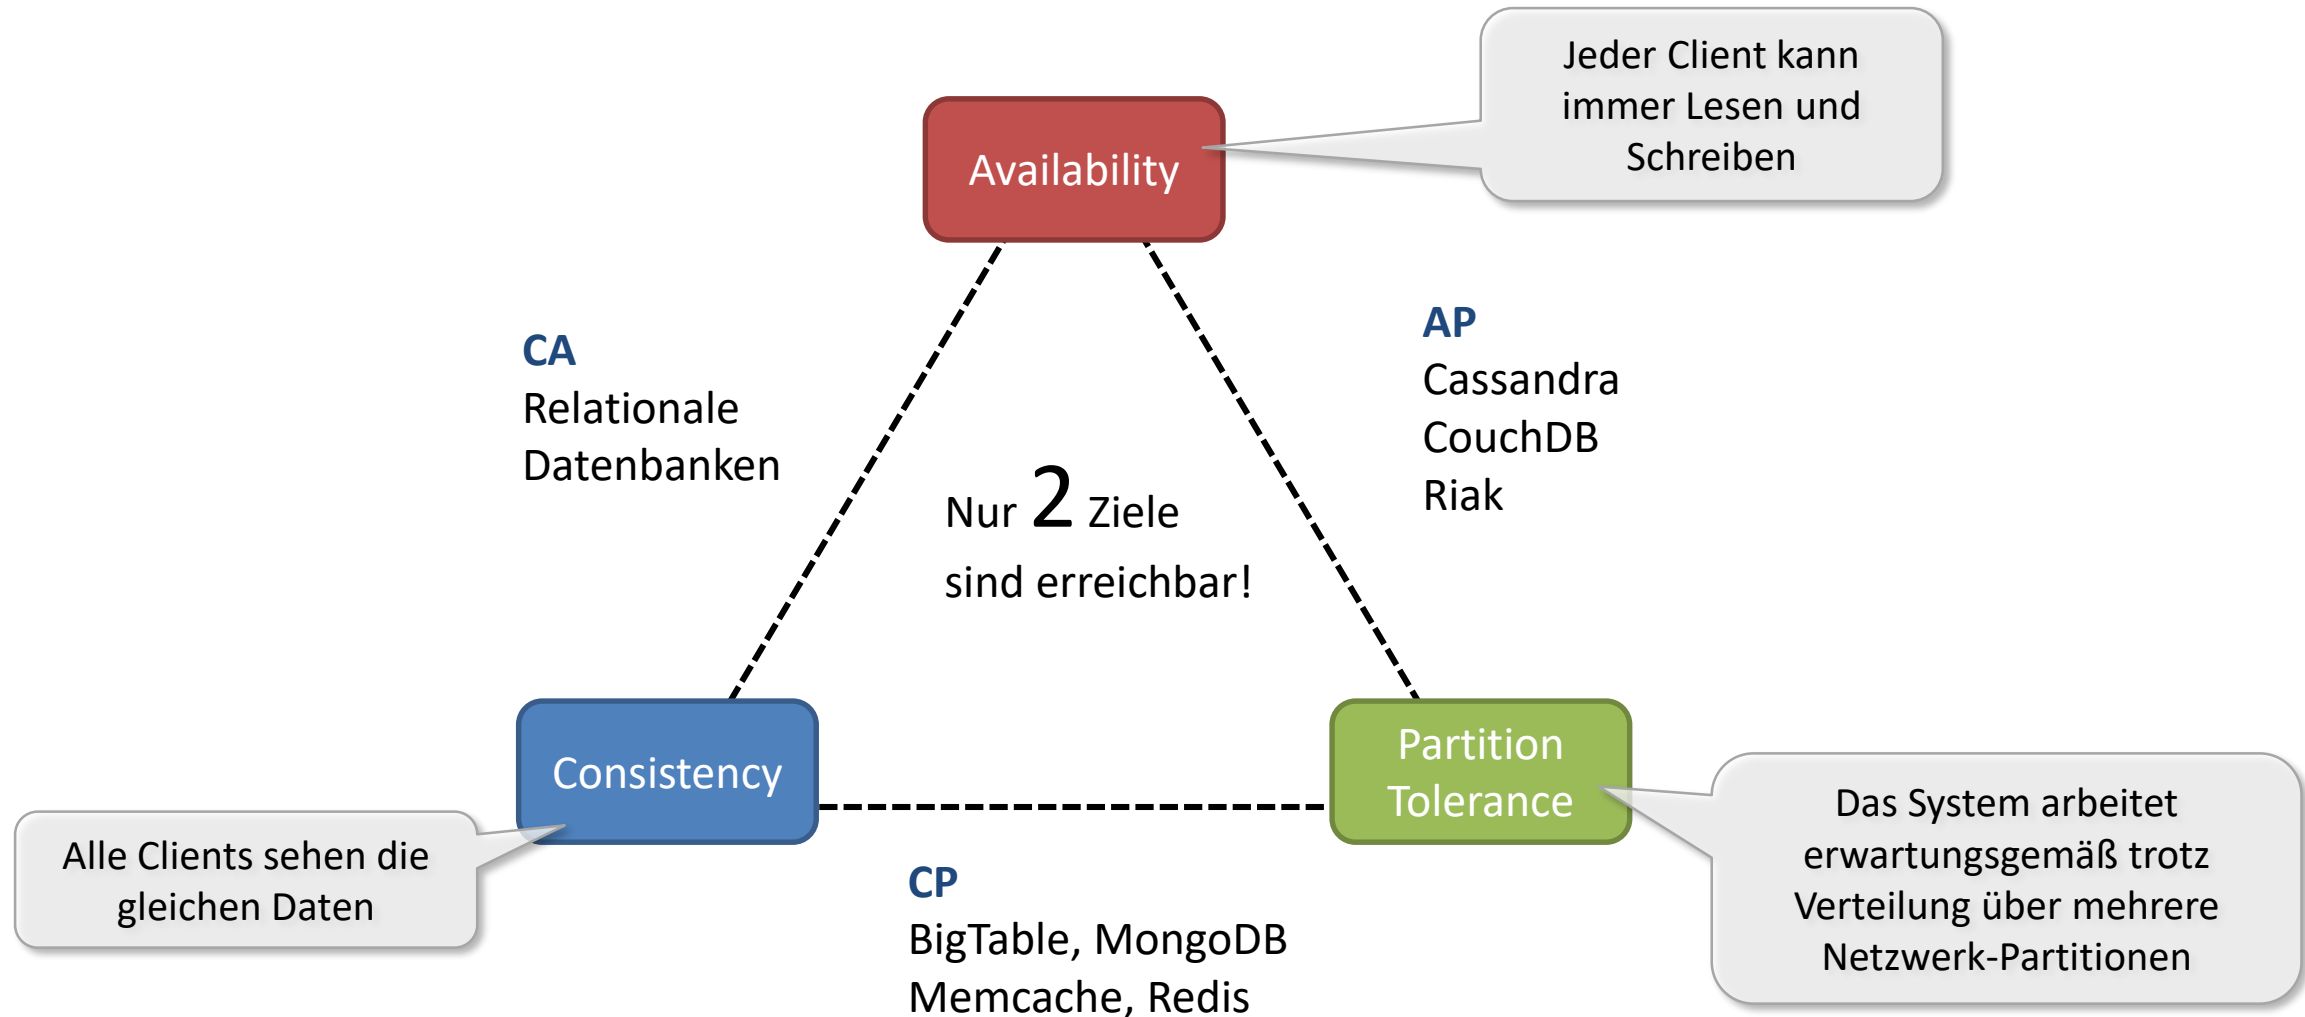 Jeder Client kann
immer Lesen und
Schreiben
Availability
CA
Relationale
Datenbanken
AP
Cassandra
CouchDB
Riak
Nur 2 Ziele
sind erreichbar!
Consistency
Partition
Tolerance
Alle Clients sehen die
gleichen Daten
CP
BigTable, MongoDB
Memcache, Redis
Das System arbeitet
erwartungsgemäß trotz
Verteilung über mehrere
Netzwerk-Partitionen